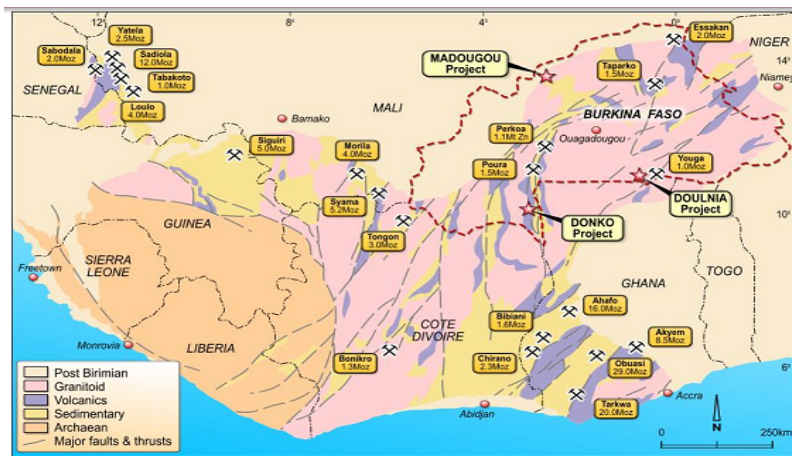 12°
8°
4°
0°
Yatela
2.5Moz
Sabodala
2.0Moz
Sadiola
12.0Moz
Tabakoto
1.0Moz
Loulo
4.0Moz
SENEGAL
Essakan
2.0Moz
NIGER
14°
Niamey
MADOUGOU
Project
Taparko
1.5Moz
MALI
Bamako
BURKINA FASO
Ouagadougou
Perkoa
1.1Mt Zn
Siguiri
5.0Moz
Morila
4.0Moz
Poura
1.5Moz
Youga
1.0Moz
Syama
5.2Moz
DOULNIA
Project
10°
GUINEA
Tongon
3.0Moz
DONKO
Project
SIERRA
LEONE
Freetown
GHANA
TOGO
Ahafo
16.0Moz
Bibiani
1.6Moz
COTE
DIVOIRE
Akyem
8.5Moz
Monrovia
LIBERIA
Bonikro
1.3Moz
Chirano
2.3Moz
Obuasi
29.0Moz
6°
Tarkwa
20.0Moz
Accra
Abidjan
Post Birimian
Granitoid
Volcanics
Sedimentary
Archaean
Major faults & thrusts
N
0
250km